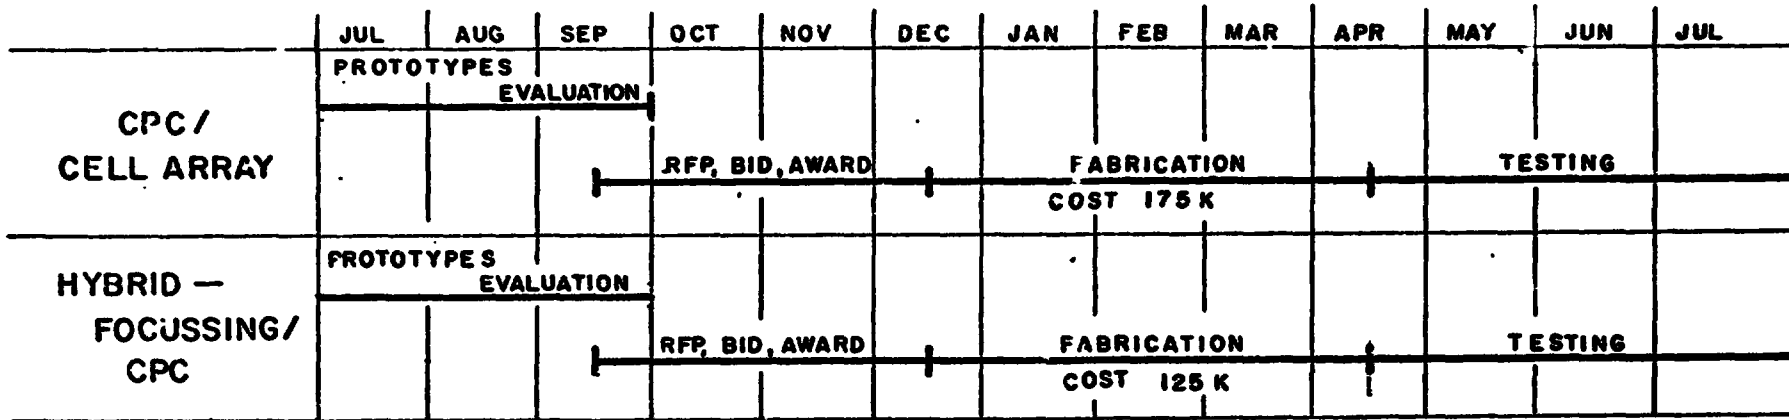 JUL AUG SEP OCT NOV DEC JAN FEB MAR APR MAY JUN JUL
CPC/
CELL ARRAY
PROTOTYPES
EVALUATION
RFP, BID, AWARD FABRICATION TESTING
COST 175 K
HYBRID —
FOCUSSING/
CPC
PROTOTYPES
EVALUATION
RFP, BID, AWARD FABRICATION TESTING
COST 125 K